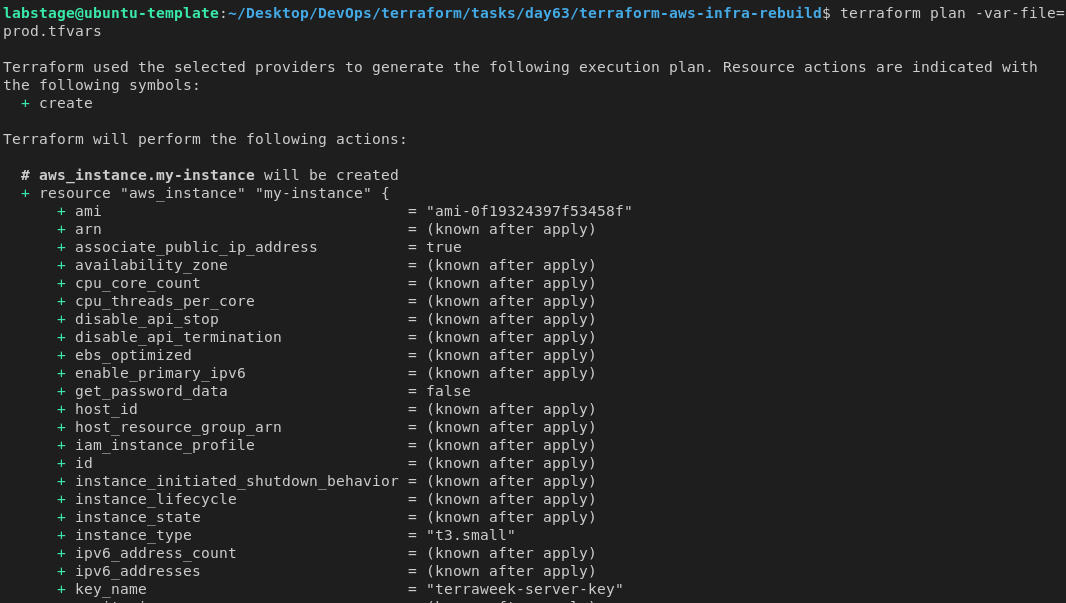 labstage@ubuntu-template:~/Desktop/DevOps/terraform/tasks/day63/terraform-aws-infra-rebuild$ terraform plan -var-file=
prod.tfvars
Terraform used the selected providers to generate the following execution plan. Resource actions are indicated with
the following symbols:
+ create
Terraform will perform the following actions:
# aws_instance.my-instance will be created
+ resource "aws_instance" "my-instance" {
+ ami = "ami-0f19324397f53458f"
+ arn = (known after apply)
+ associate_public_ip_address = true
+ availability_zone = (known after apply)
+ cpu_core_count = (known after apply)
+ cpu_threads_per_core = (known after apply)
+ disable_api_stop = (known after apply)
+ disable_api_termination = (known after apply)
+ ebs_optimized = (known after apply)
+ enable_primary_ipv6 = (known after apply)
+ get_password_data = false
+ host_id = (known after apply)
+ host_resource_group_arn = (known after apply)
+ iam_instance_profile = (known after apply)
+ id = (known after apply)
+ instance_initiated_shutdown_behavior = (known after apply)
+ instance_lifecycle = (known after apply)
+ instance_state = (known after apply)
+ instance_type = "t3.small"
+ ipv6_address_count = (known after apply)
+ ipv6_addresses = (known after apply)
+ key_name = "terraweek-server-key"